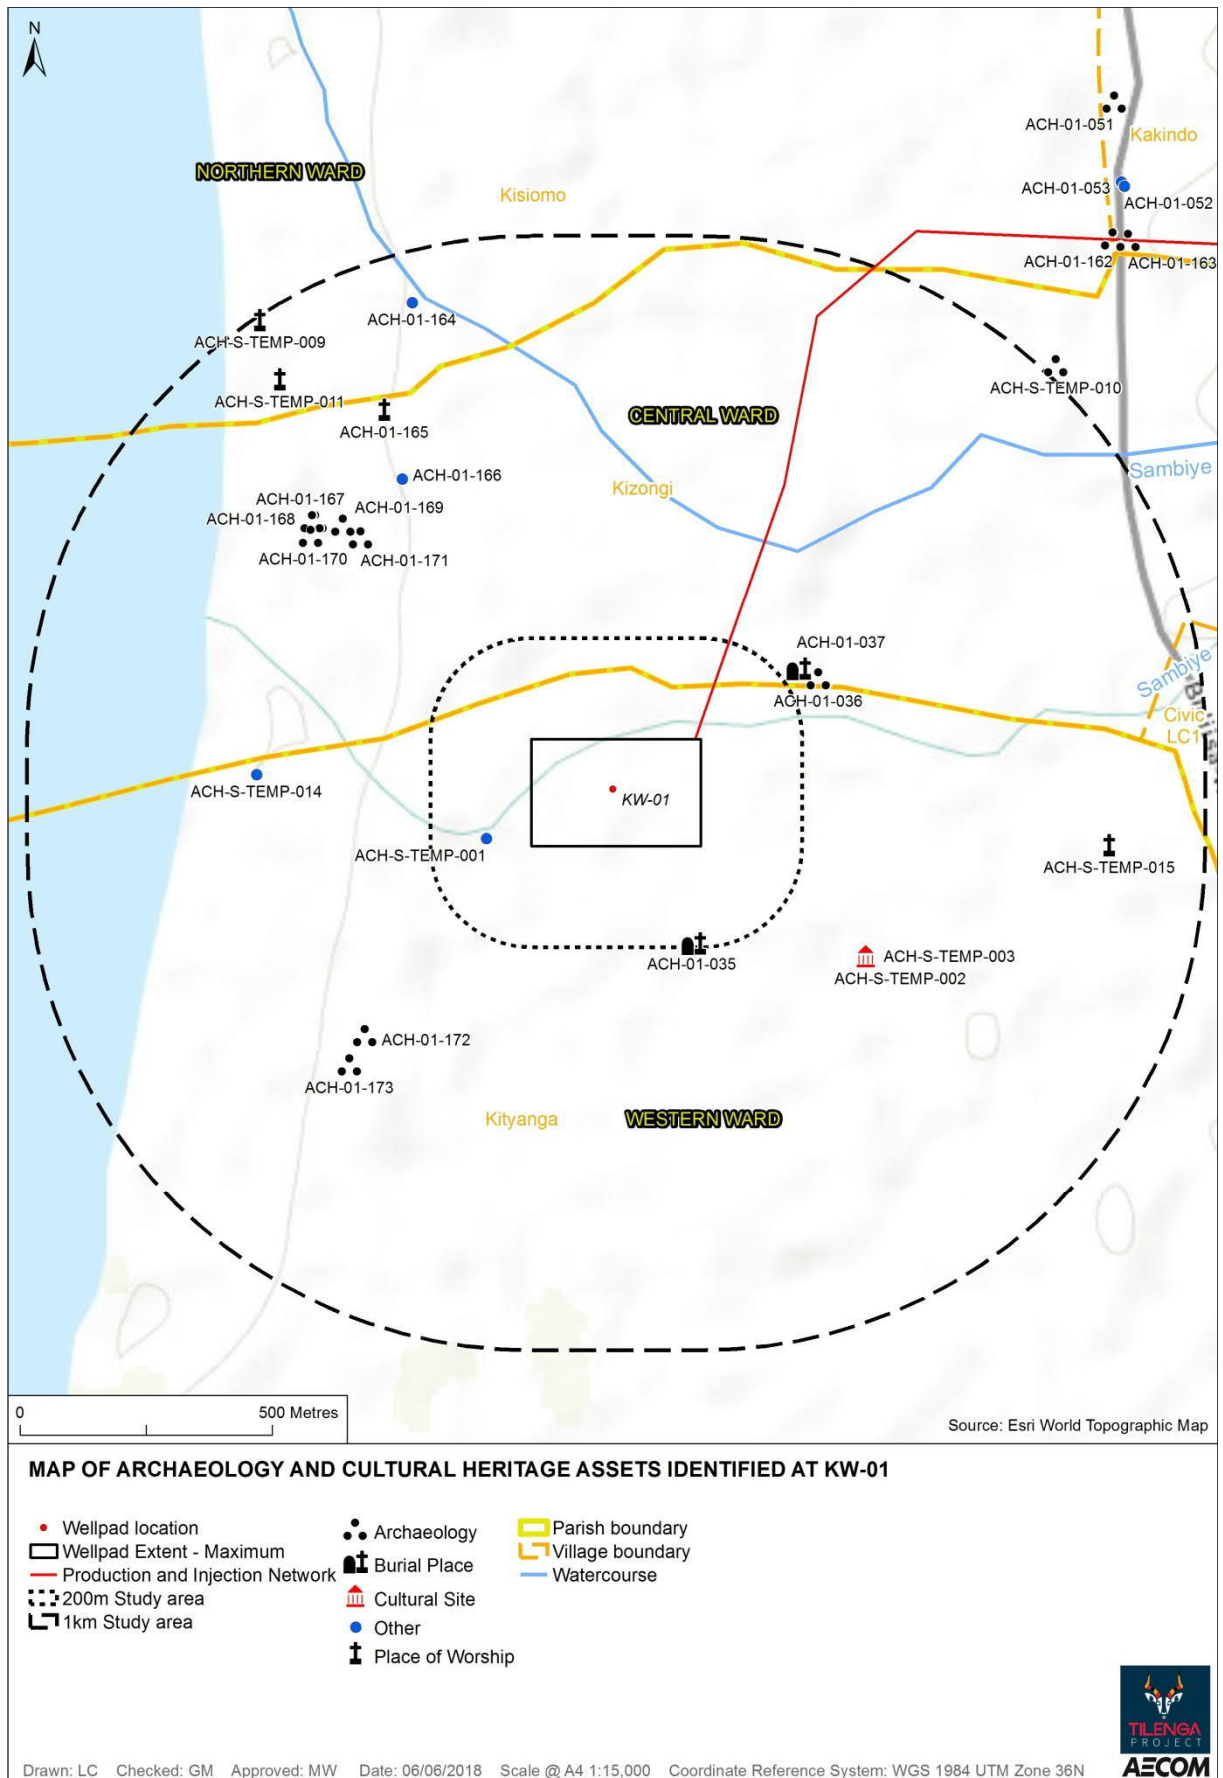 N
ACH-01-051
Kakindo
NORTHERN WARD
Kisiomo
ACH-01-053
ACH-01-052
ACH-01-162
ACH-01-163
ACH-01-164
ACH-S-TEMP-009
ACH-S-TEMP-011
ACH-S-TEMP-010
CENTRAL WARD
ACH-01-165
Sambiye
ACH-01-166
Kizongi
ACH-01-167
ACH-01-169
ACH-01-168
ACH-01-170
ACH-01-171
ACH-01-037
Sambiye
ACH-01-036
Civic
LC1
ACH-S-TEMP-014
KW-01
ACH-S-TEMP-001
ACH-S-TEMP-015
ACH-01-035
ACH-S-TEMP-003
ACH-S-TEMP-002
ACH-01-172
ACH-01-173
Kityanga
WESTERN WARD
0 500 Metres
Source: Esri World Topographic Map
MAP OF ARCHAEOLOGY AND CULTURAL HERITAGE ASSETS IDENTIFIED AT KW-01
Wellpad location
Wellpad Extent - Maximum
Production and Injection Network
200m Study area
1km Study area
Archaeology
Burial Place
Cultural Site
Other
Place of Worship
Parish boundary
Village boundary
Watercourse
TILENGA
PROJECT
AECOM
Drawn: LC Checked: GM Approved: MW Date: 06/06/2018 Scale @ A4 1:15,000 Coordinate Reference System: WGS 1984 UTM Zone 36N